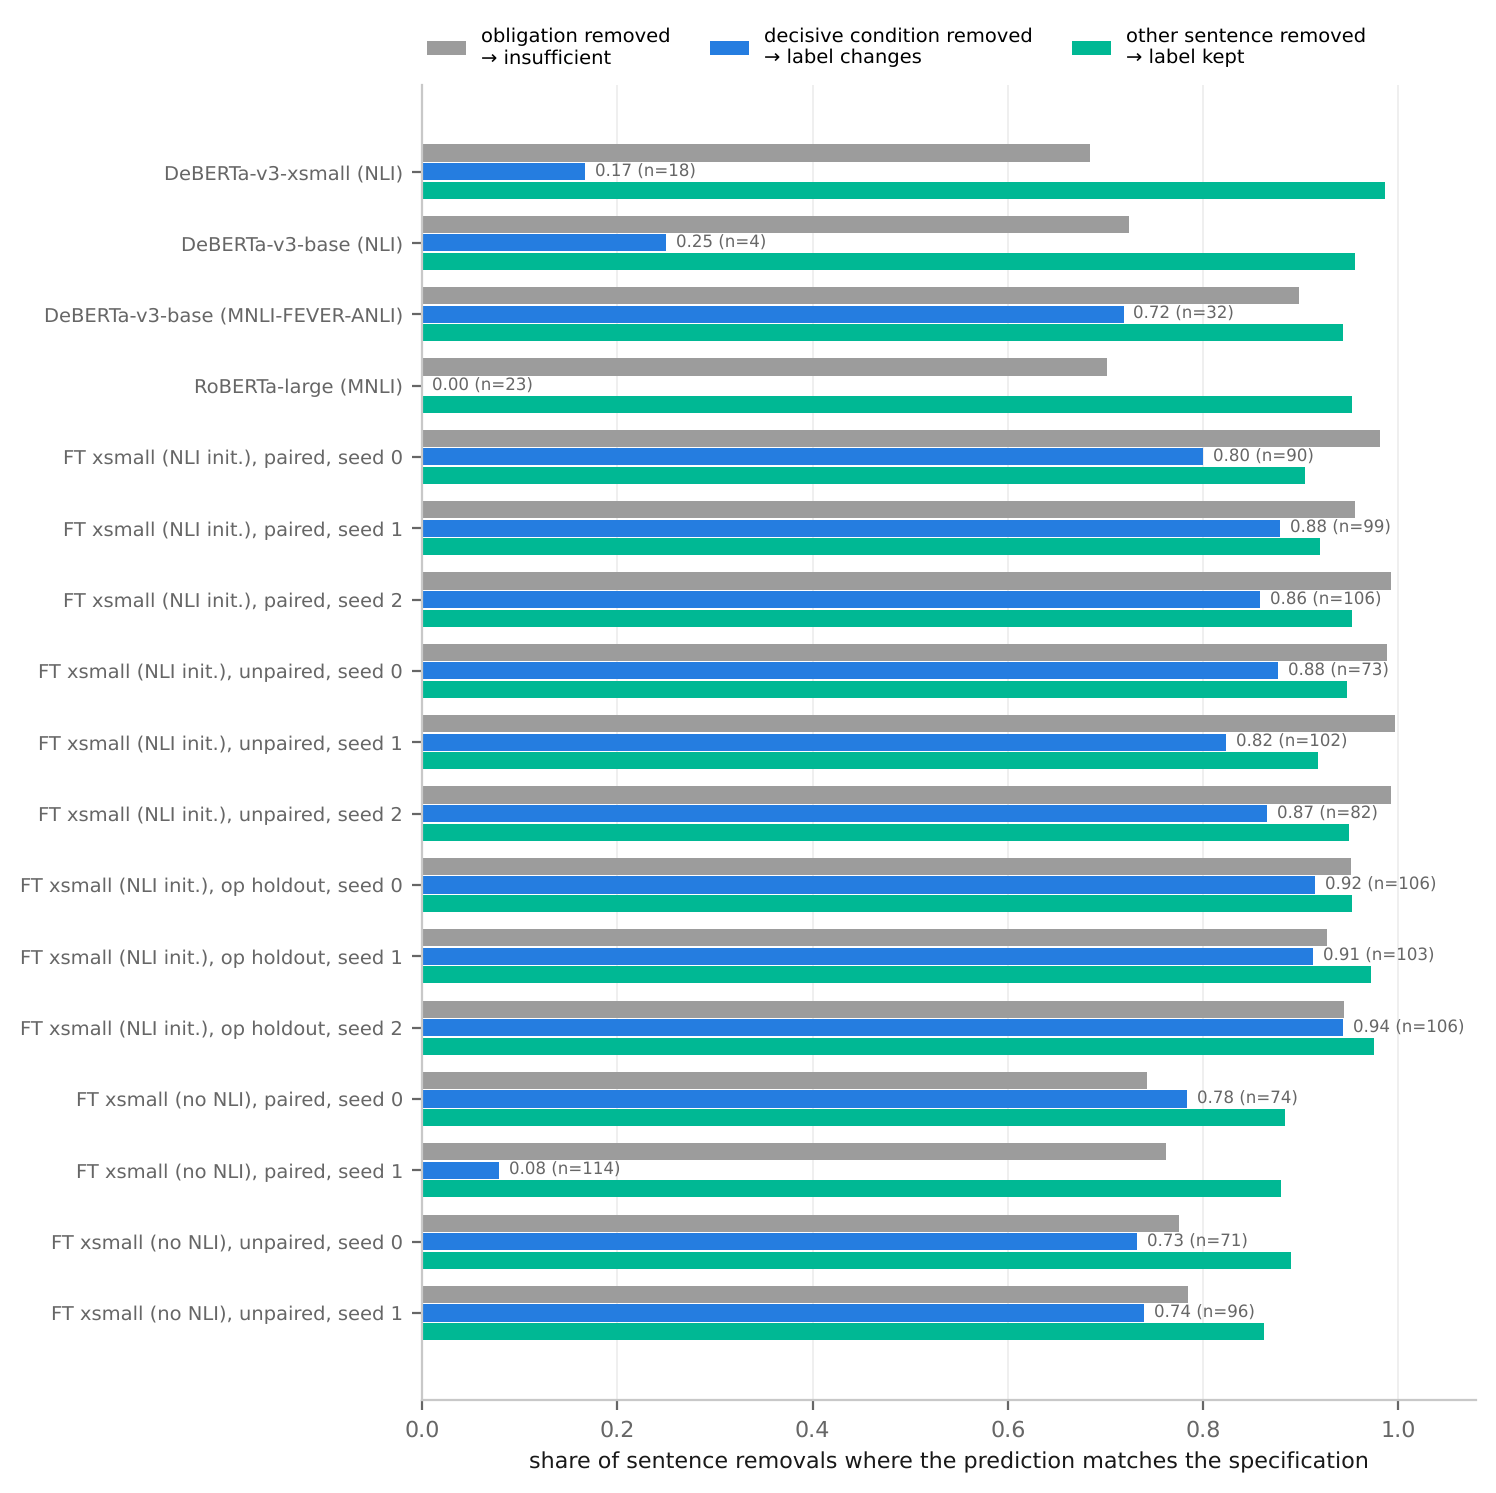 obligation removed
→ insufficient
decisive condition removed
→ label changes
other sentence removed
→ label kept
DeBERTa-v3-xsmall (NLI)
0.17 (n=18)
DeBERTa-v3-base (NLI)
0.25 (n=4)
DeBERTa-v3-base (MNLI-FEVER-ANLI)
0.72 (n=32)
RoBERTa-large (MNLI)
0.00 (n=23)
FT xsmall (NLI init.), paired, seed 0
0.80 (n=90)
FT xsmall (NLI init.), paired, seed 1
0.88 (n=99)
FT xsmall (NLI init.), paired, seed 2
0.86 (n=106)
FT xsmall (NLI init.), unpaired, seed 0
0.88 (n=73)
FT xsmall (NLI init.), unpaired, seed 1
0.82 (n=102)
FT xsmall (NLI init.), unpaired, seed 2
0.87 (n=82)
FT xsmall (NLI init.), op holdout, seed 0
0.92 (n=106)
FT xsmall (NLI init.), op holdout, seed 1
0.91 (n=103)
FT xsmall (NLI init.), op holdout, seed 2
0.94 (n=106)
FT xsmall (no NLI), paired, seed 0
0.78 (n=74)
FT xsmall (no NLI), paired, seed 1
0.08 (n=114)
FT xsmall (no NLI), unpaired, seed 0
0.73 (n=71)
FT xsmall (no NLI), unpaired, seed 1
0.74 (n=96)
0.0 0.2 0.4 0.6 0.8 1.0
share of sentence removals where the prediction matches the specification